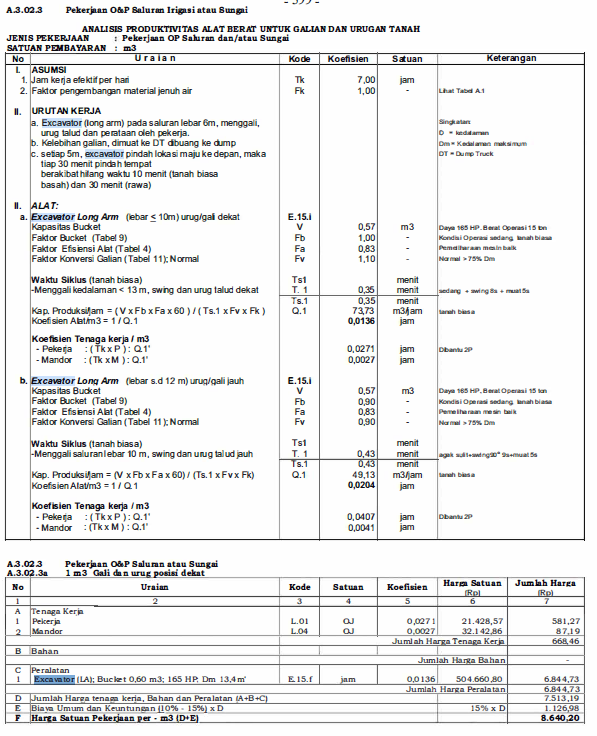 - 399 -
A.3.02.3 Pekerjaan O&P Saluran Irigasi atau Sungai
ANALISIS PRODUKTIVITAS ALAT BERAT UNTUK GALIAN DAN URUGAN TANAH
JENIS PEKERJAAN : Pekerjaan OP Saluran dan/atau Sungai
SATUAN PEMBAYARAN : m3
No U r a i a n Kode Koefisien Satuan Keterangan
I. ASUMSI
1. Jam kerja efektif per hari Tk 7,00 jam
2. Faktor pengembangan material jenuh air Fk 1,00 - Lihat Tabel A.1
II. URUTAN KERJA
a. Excavator (long arm) pada saluran lebar 6m, menggali, Singkatan:
urug talud dan perataan oleh pekerja. D = kedalaman
b. Kelebihan galian, dimuat ke DT dibuang ke dump Dm = Kedalaman maksimum
c. setiap 5m, excavator pindah lokasi maju ke depan, maka DT = Dump Truck
tiap 30 menit pindah tempat
berakibat hilang waktu 10 menit (tanah biasa
basah) dan 30 menit (rawa)
II. ALAT:
a. Excavator Long Arm (lebar ≤ 10m) urug/gali dekat E.15.i
Kapasitas Bucket V 0,57 m3 Daya 165 HP. Berat Operasi 15 ton
Faktor Bucket (Tabel 9) Fb 1,00 - Kondisi Operasi sedang, tanah biasa
Faktor Efisiensi Alat (Tabel 4) Fa 0,83 - Pemeliharaan mesin baik
Faktor Konversi Galian (Tabel 11); Normal Fv 1,10 - Normal > 75% Dm
Waktu Siklus (tanah biasa) Ts1 menit
-Menggali kedalaman < 13 m, swing dan urug talud dekat T. 1 0,35 menit sedang + swing 8s + muat 5s
Ts.1 0,35 menit
Kap. Produksi/jam = ( V x Fb x Fa x 60 ) / ( Ts.1 x Fv x Fk ) Q.1 73,73 m3/jam tanah biasa
Koefisien Alat/m3 = 1 / Q.1 0,0136 jam
Koefisien Tenaga kerja / m3
- Pekerja : ( Tk x P ) : Q.1' 0,0271 jam Dibantu 2P
- Mandor : ( Tk x M ) : Q.1' 0,0027 jam
b. Excavator Long Arm (lebar s.d 12 m) urug/gali jauh E.15.i
Kapasitas Bucket V 0,57 m3 Daya 165 HP. Berat Operasi 15 ton
Faktor Bucket (Tabel 9) Fb 0,90 - Kondisi Operasi sedang, tanah biasa
Faktor Efisiensi Alat (Tabel 4) Fa 0,83 - Pemeliharaan mesin baik
Faktor Konversi Galian (Tabel 11); Normal Fv 0,90 - Normal > 75% Dm
Waktu Siklus (tanah biasa) Ts1 menit
-Menggali saluran lebar 10 m, swing dan urug talud jauh T. 1 0,43 menit agak sulit+swing90° 9s+muat5s
Ts.1 0,43 menit
Kap. Produksi/jam = (V x Fb x Fa x 60) / (Ts.1 x Fv x Fk) Q.1 49,13 m3/jam tanah biasa
Koefisien Alat/m3 = 1 / Q.1 0,0204 jam
Koefisien Tenaga kerja / m3
- Pekerja : ( Tk x P ) : Q.1' 0,0407 jam Dibantu 2P
- Mandor : ( Tk x M ) : Q.1' 0,0041 jam
A.3.02.3 Pekerjaan O&P Saluran atau Sungai
A.3.02.3a 1 m3 Gali dan urug posisi dekat
No Uraian Kode Satuan Koefisien Harga Satuan (Rp) Jumlah Harga (Rp)
1 2 3 4 5 6 7
A Tenaga Kerja
1 Pekerja L.01 OJ 0,0271 21.428,57 581,27
2 Mandor L.04 OJ 0,0027 32.142,86 87,19
Jumlah Harga Tenaga Kerja 668,46
B Bahan
Jumlah Harga Bahan -
C Peralatan
1 Excavator (LA); Bucket 0,60 m3; 165 HP. Dm 13,4m' E.15.f jam 0,0136 504.660,80 6.844,73
Jumlah Harga Peralatan 6.844,73
D Jumlah Harga tenaga kerja, Bahan dan Peralatan (A+B+C) 7.513,19
E Biaya Umum dan Keuntungan (10% - 15%) x D 15% x D 1.126,98
F Harga Satuan Pekerjaan per - m3 (D+E) 8.640,20